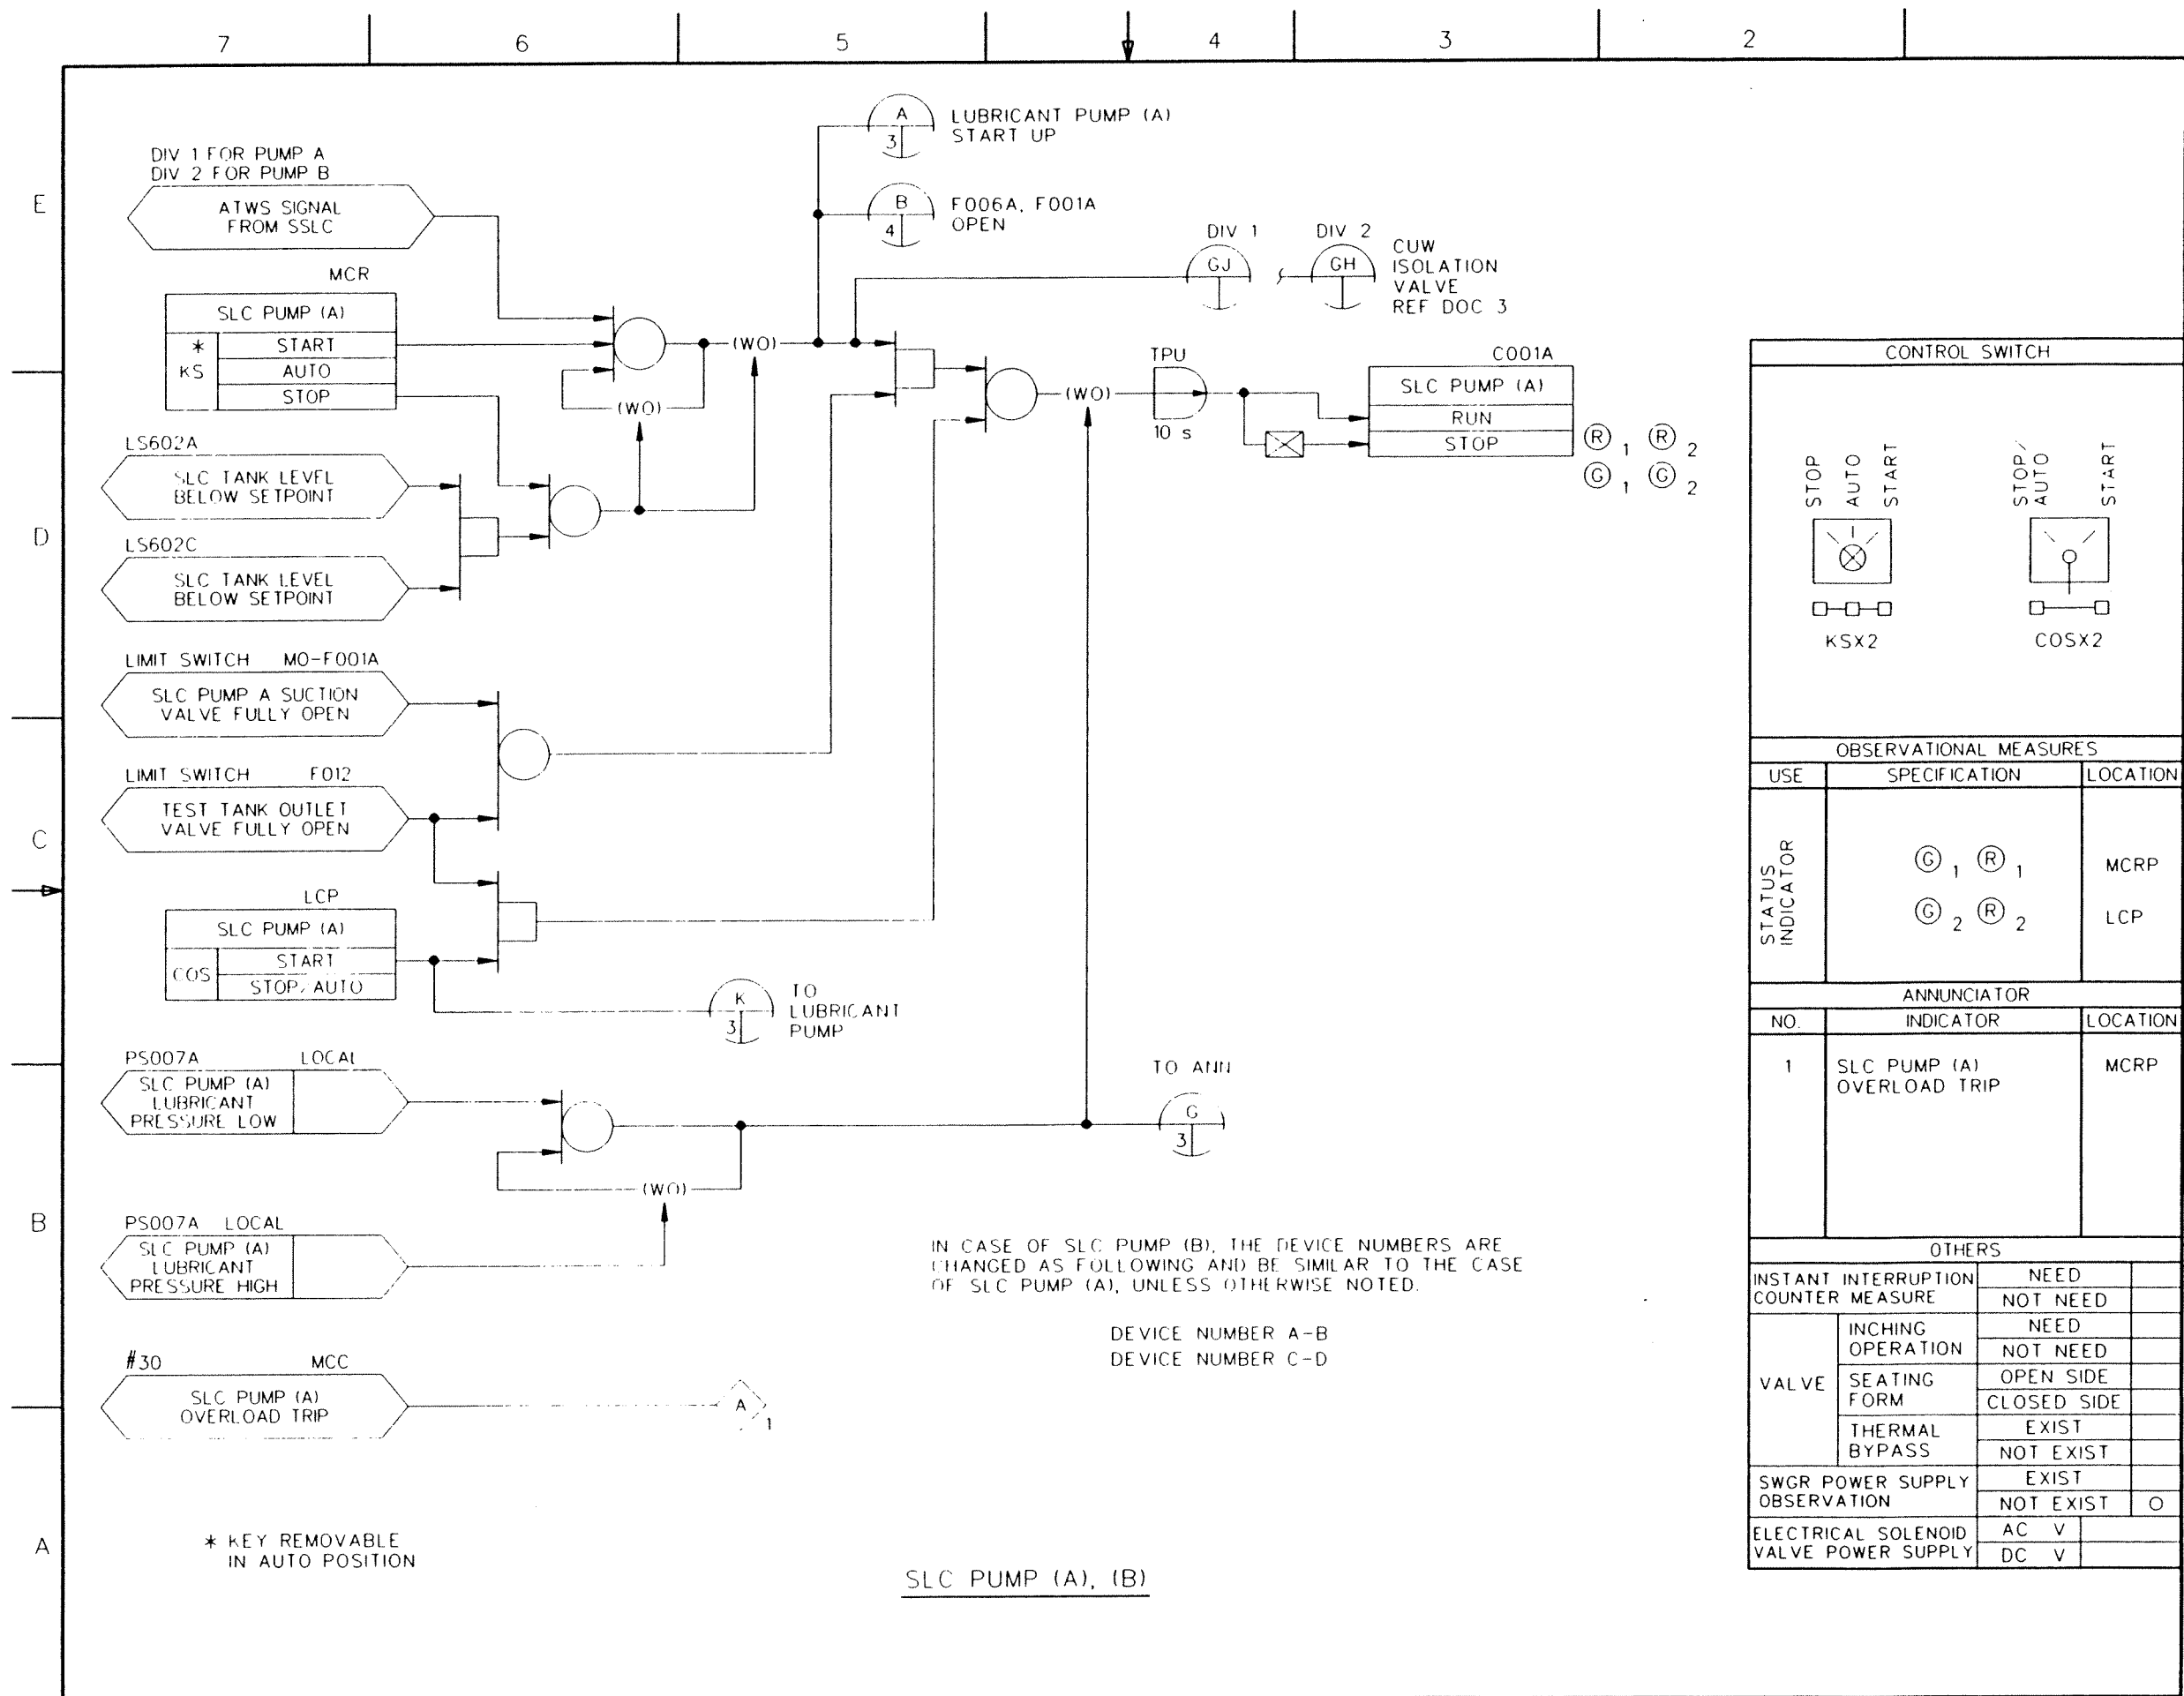 7 6 5 4 3 2
E
D
C
B
A
DIV 1 FOR PUMP A
DIV 2 FOR PUMP B
ATWS SIGNAL
FROM SSLC
MCR
SLC PUMP (A)
* KS
START
AUTO
STOP
LS602A
SLC TANK LEVEL
BELOW SETPOINT
LS602C
SLC TANK LEVEL
BELOW SETPOINT
LIMIT SWITCH MO-F001A
SLC PUMP A SUCTION
VALVE FULLY OPEN
LIMIT SWITCH F012
TEST TANK OUTLET
VALVE FULLY OPEN
LCP
SLC PUMP (A)
COS
START
STOP/AUTO
PS007A LOCAL
SLC PUMP (A)
LUBRICANT
PRESSURE LOW
PS007A LOCAL
SLC PUMP (A)
LUBRICANT
PRESSURE HIGH
#30 MCC
SLC PUMP (A)
OVERLOAD TRIP
A
1
* KEY REMOVABLE
IN AUTO POSITION
(WO)
(WO)
(WO)
(WO)
A
3
LUBRICANT PUMP (A)
START UP
B
4
F006A, F001A
OPEN
DIV 1
GJ
DIV 2
GH
CUW
ISOLATION
VALVE
REF DOC 3
TPU
10 s
C001A
SLC PUMP (A)
RUN
STOP
R 1 R 2
G 1 G 2
K
3
TO
LUBRICANT
PUMP
TO ANN
G
3
IN CASE OF SLC PUMP (B), THE DEVICE NUMBERS ARE
CHANGED AS FOLLOWING AND BE SIMILAR TO THE CASE
OF SLC PUMP (A), UNLESS OTHERWISE NOTED.
DEVICE NUMBER A-B
DEVICE NUMBER C-D
SLC PUMP (A), (B)
CONTROL SWITCH
STOP
AUTO
START
KSX2
STOP/
AUTO
START
COSX2
OBSERVATIONAL MEASURES
USE SPECIFICATION LOCATION
STATUS
INDICATOR
G 1 R 1 MCRP
G 2 R 2 LCP
ANNUNCIATOR
NO. INDICATOR LOCATION
1 SLC PUMP (A) MCRP
OVERLOAD TRIP
OTHERS
INSTANT INTERRUPTION
COUNTER MEASURE
NEED
NOT NEED
VALVE
INCHING
OPERATION
NEED
NOT NEED
SEATING
FORM
OPEN SIDE
CLOSED SIDE
THERMAL
BYPASS
EXIST
NOT EXIST
SWGR POWER SUPPLY
OBSERVATION
EXIST
NOT EXIST O
ELECTRICAL SOLENOID
VALVE POWER SUPPLY
AC V
DC V